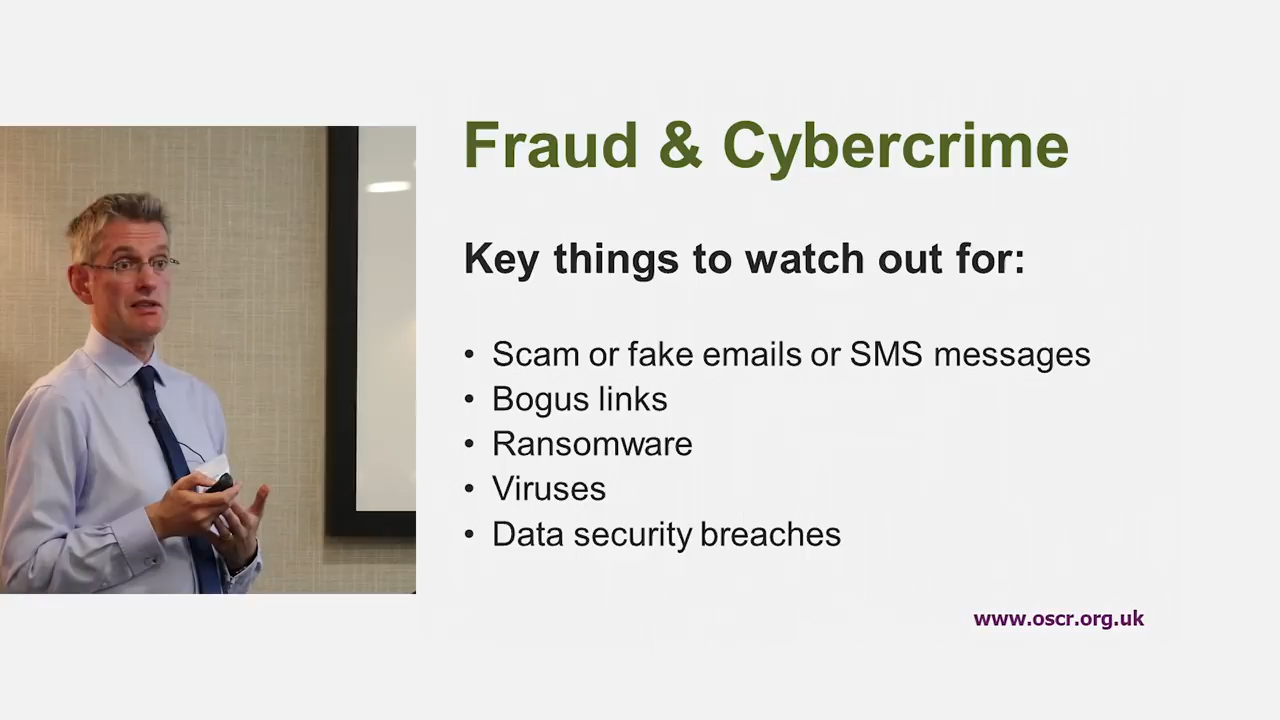 Fraud & Cybercrime
Key things to watch out for:
• Scam or fake emails or SMS messages
• Bogus links
• Ransomware
• Viruses
• Data security breaches
www.oscr.org.uk